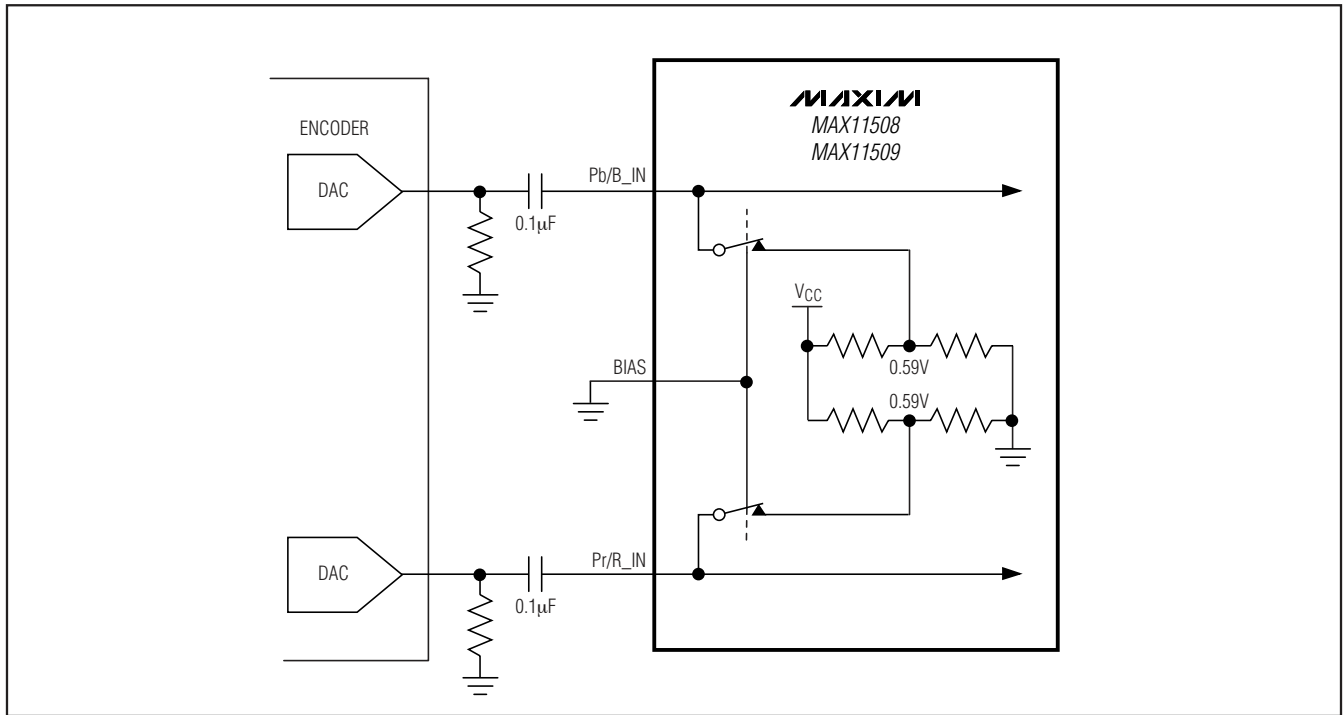 MAXIM
MAX11508
MAX11509
ENCODER
DAC
0.1µF
Pb/B_IN
VCC
0.59V
0.59V
BIAS
DAC
0.1µF
Pr/R_IN